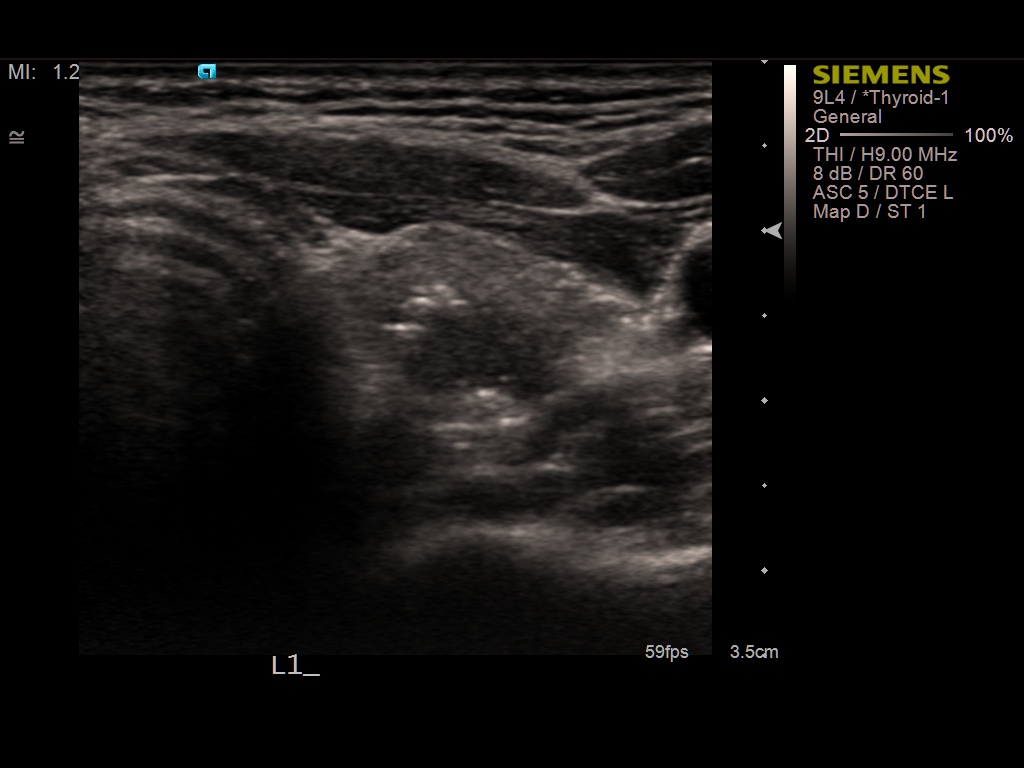 MI: 1.2
SIEMENS
9L4 / *Thyroid-1
General
2D 100%
THI / H9.00 MHz
8 dB / DR 60
ASC 5 / DTCE L
Map D / ST 1
59fps 3.5cm
L1_